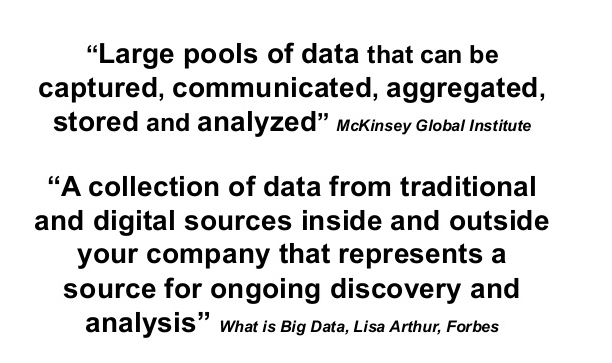 “Large pools of data that can be
captured, communicated, aggregated,
stored and analyzed” McKinsey Global Institute
“A collection of data from traditional
and digital sources inside and outside
your company that represents a
source for ongoing discovery and
analysis” What is Big Data, Lisa Arthur, Forbes